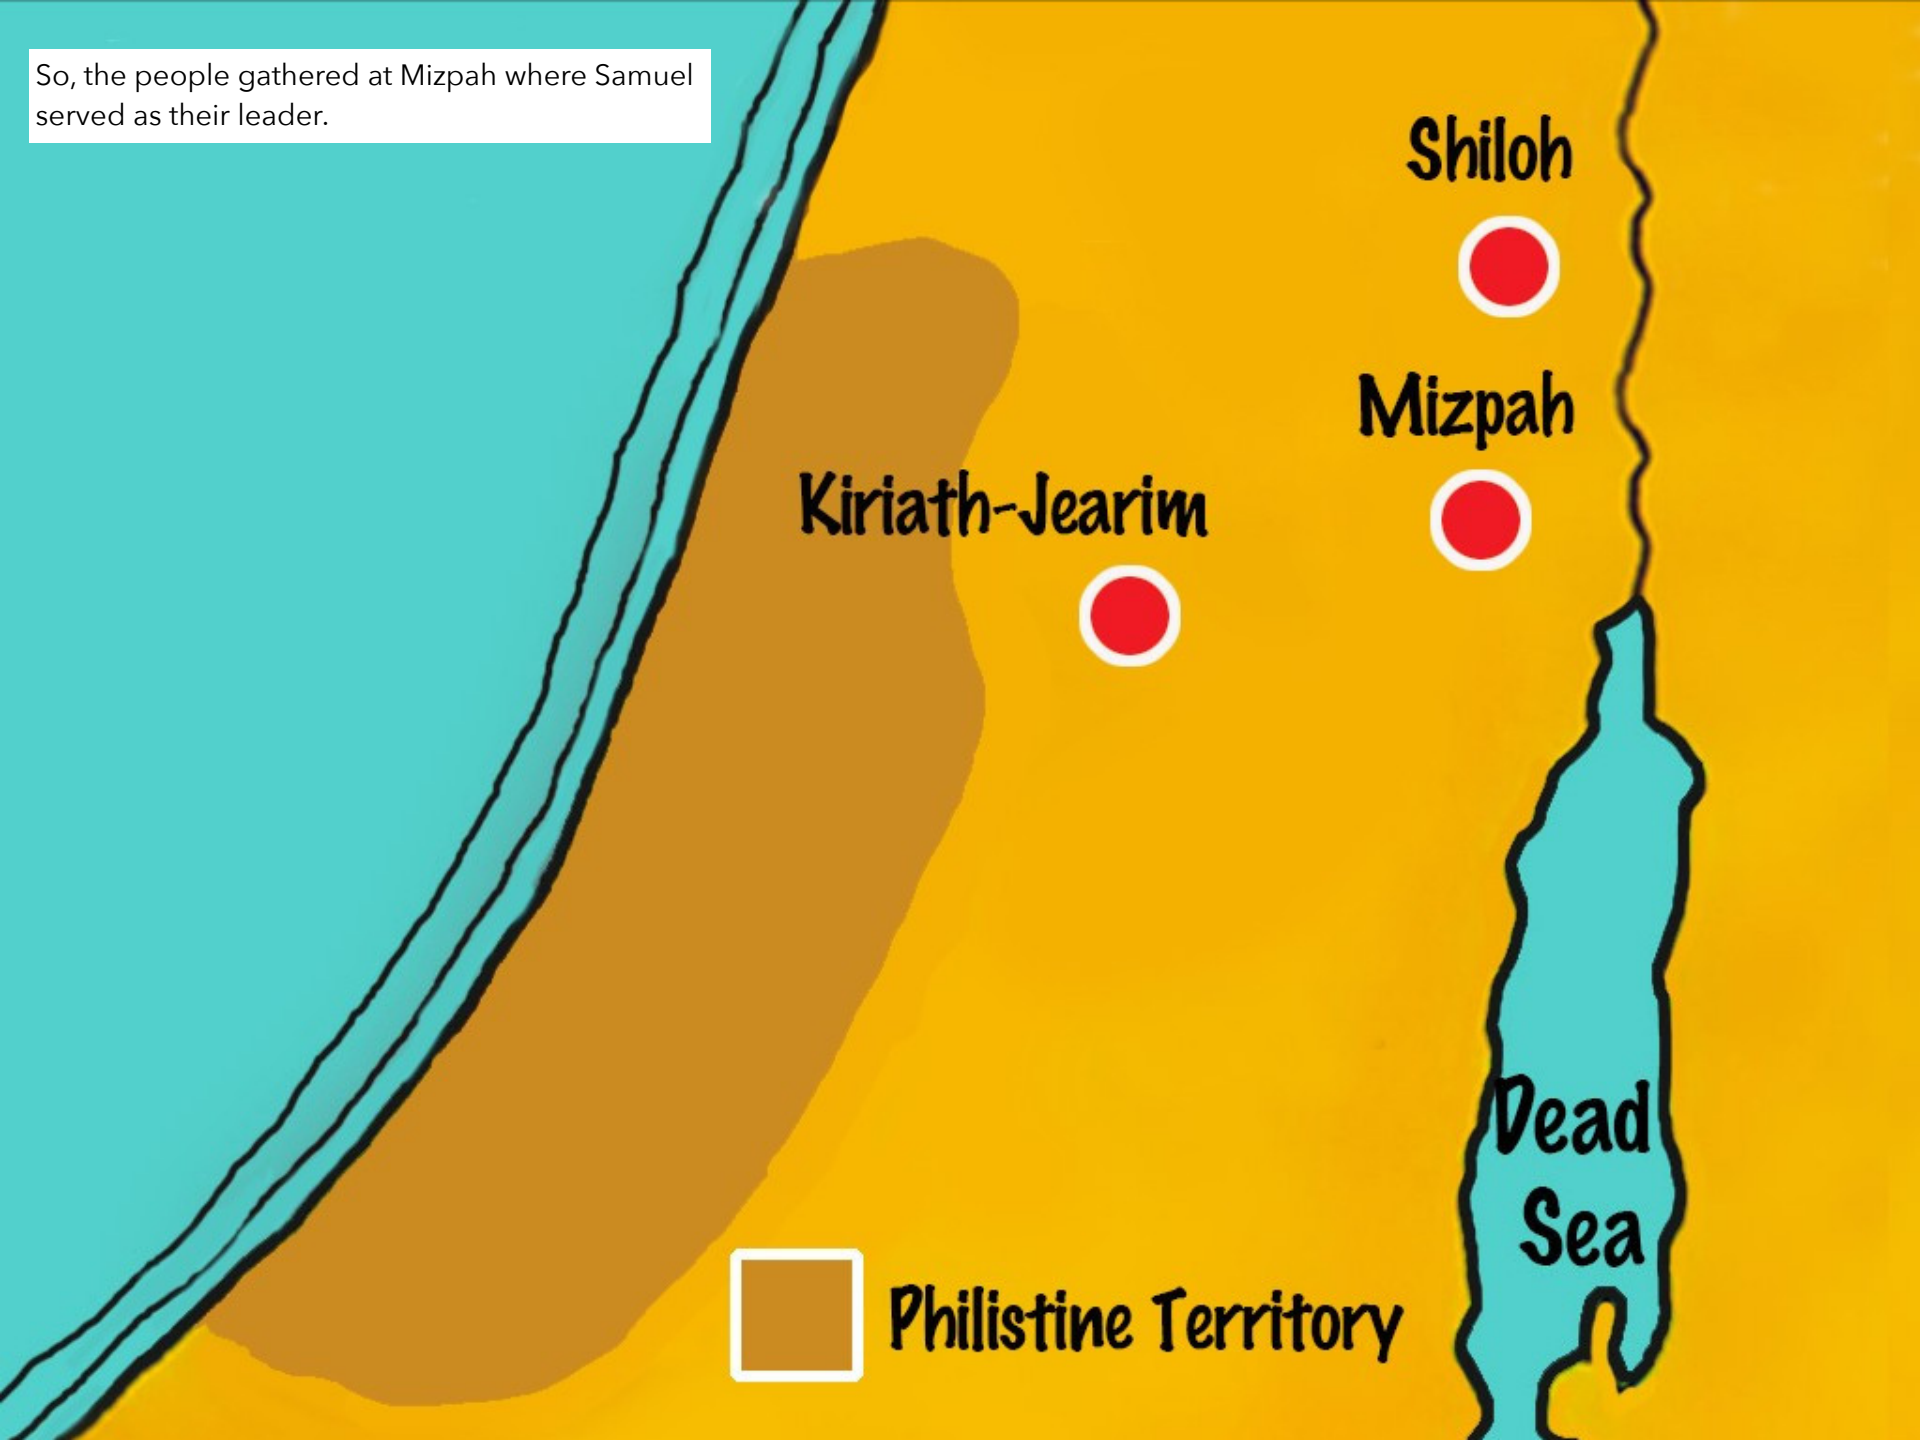 So, the people gathered at Mizpah where Samuel
served as their leader.
Shiloh
Mizpah
Kiriath-Jearim
Dead
Sea
Philistine Territory